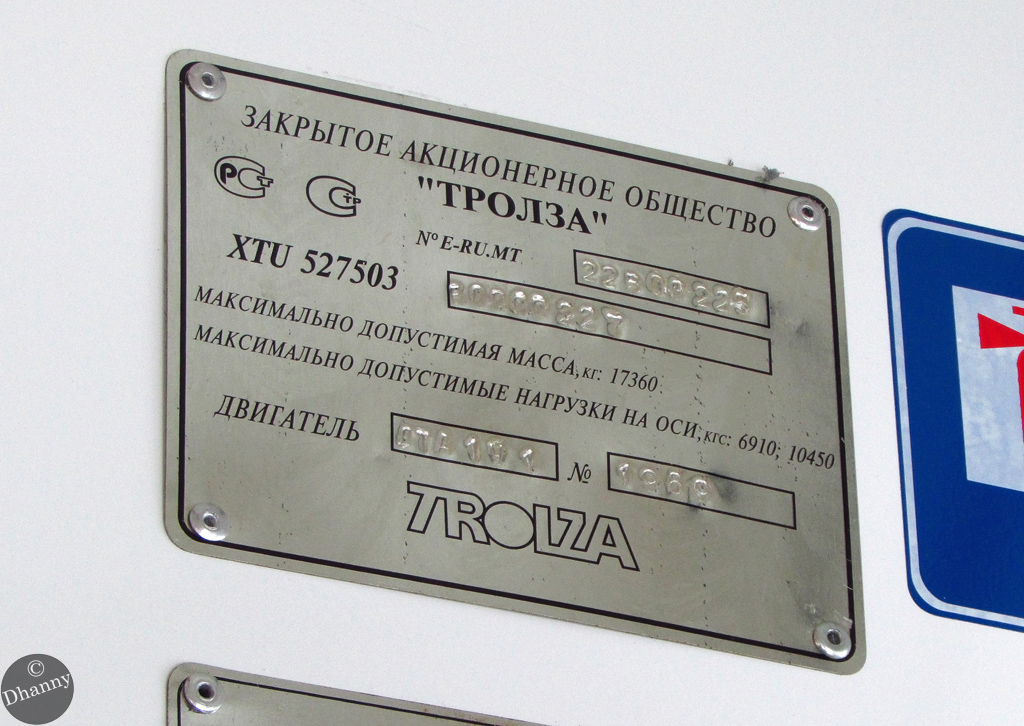 ЗАКРЫТОЕ АКЦИОНЕРНОЕ ОБЩЕСТВО
"ТРОЛЗА"
№ E-RU.MT
XTU 527503
МАКСИМАЛЬНО ДОПУСТИМАЯ МАССА, КГ: 17360
МАКСИМАЛЬНО ДОПУСТИМЫЕ НАГРУЗКИ НА ОСИ, КГС: 6910; 10450
ДВИГАТЕЛЬ №
TROLZA
© Dhanny